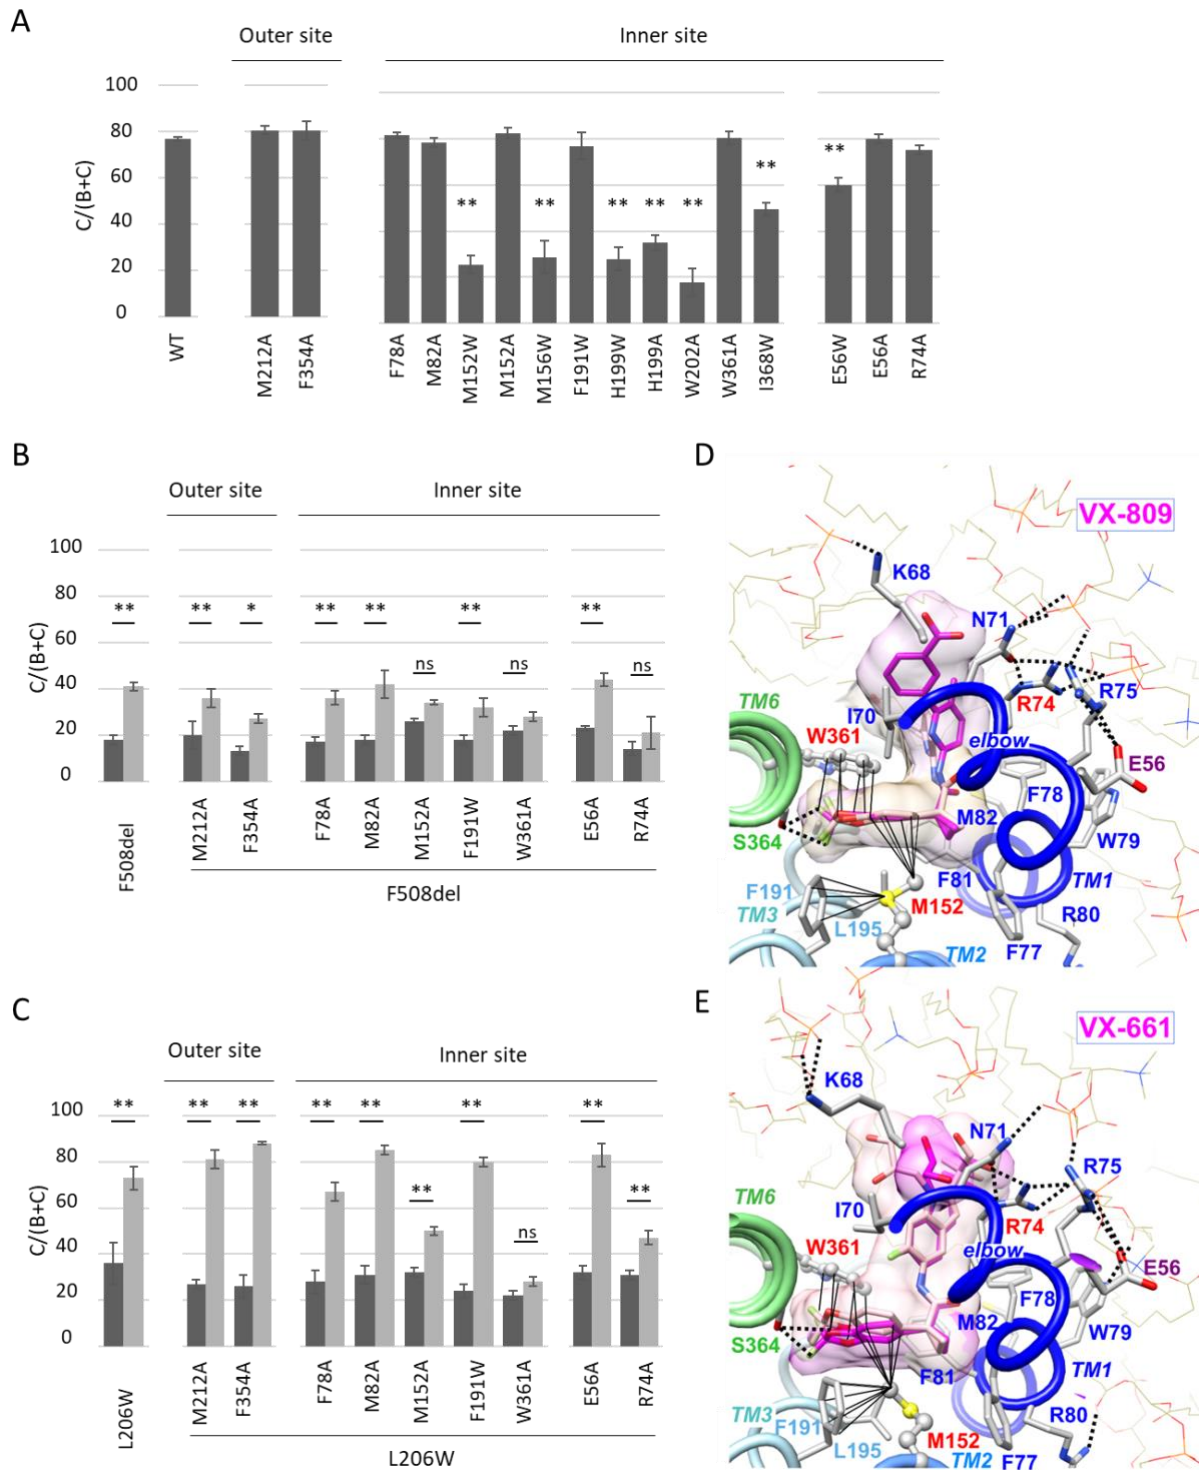 A
Outer site
Inner site
C/(B+C)
100
80
60
40
20
0
**
**
**
**
**
**
**
WT
M212A
F354A
F78A
M82A
M152W
M152A
M156W
F191W
H199W
H199A
W202A
W361A
I368W
E56W
E56A
R74A
B
Outer site
Inner site
C/(B+C)
100
80
60
40
20
0
**
**
*
**
**
ns
**
ns
**
ns
F508del
M212A
F354A
F78A
M82A
M152A
F191W
W361A
E56A
R74A
F508del
C
Outer site
Inner site
C/(B+C)
100
80
60
40
20
0
**
**
**
**
**
**
**
ns
**
**
L206W
M212A
F354A
F78A
M82A
M152A
F191W
W361A
E56A
R74A
L206W
D
VX-809
K68
N71
TM6
I70
R74
R75
W361
elbow
E56
F78
S364
M82
W79
F81
TM1
F191
M152
TM3
L195
R80
TM2
F77
E
VX-661
K68
N71
R75
TM6
I70
R74
W361
elbow
E56
F78
M82
S364
W79
F81
TM1
TM3
F191
R80
L195
M152
TM2
F77